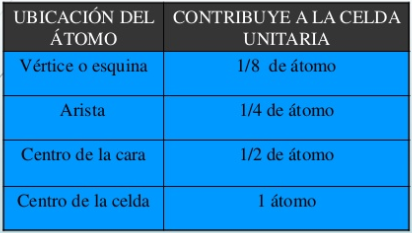 UBICACIÓN DEL ÁTOMO
CONTRIBUYE A LA CELDA UNITARIA
Vértice o esquina
1/8 de átomo
Arista
1/4 de átomo
Centro de la cara
1/2 de átomo
Centro de la celda
1 átomo